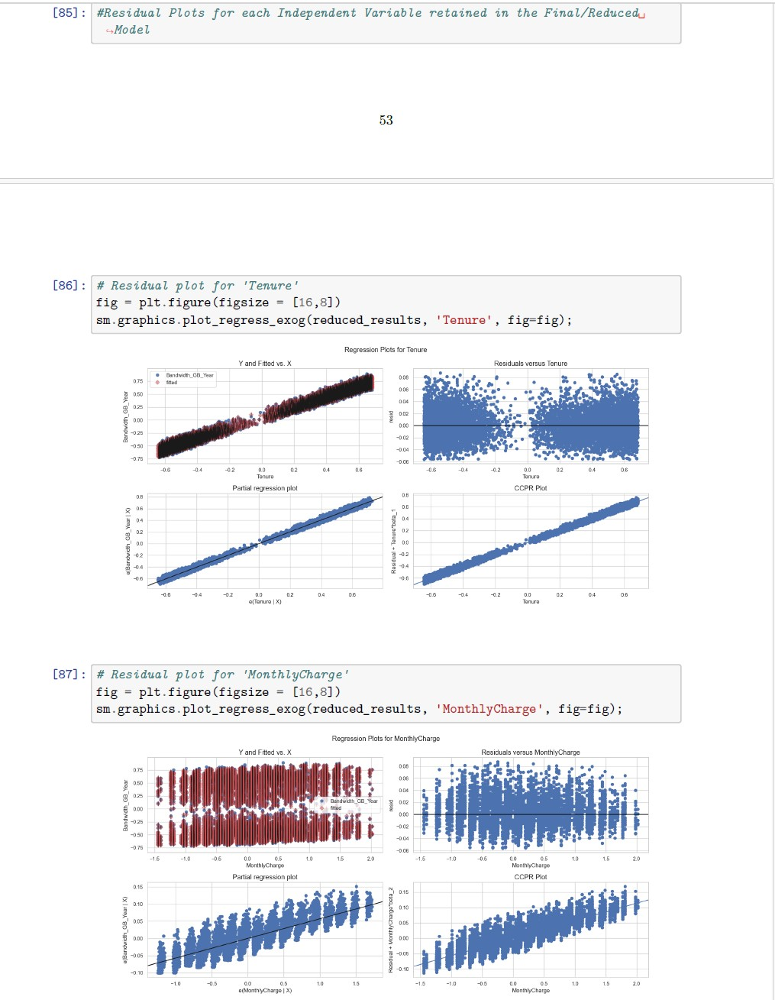 [85]: #Residual Plots for each Independent Variable retained in the Final/Reduced␣
↪Model
53
[86]: # Residual plot for 'Tenure'
fig = plt.figure(figsize = [16,8])
sm.graphics.plot_regress_exog(reduced_results, 'Tenure', fig=fig);
Regression Plots for Tenure
Y and Fitted vs. X
Bandwidth_GB_Year
fitted
Bandwidth_GB_Year
0.75
0.50
0.25
0.00
−0.25
−0.50
−0.75
−0.6 −0.4 −0.2 0.0 0.2 0.4 0.6
Tenure
Residuals versus Tenure
resid
0.08
0.06
0.04
0.02
0.00
−0.02
−0.04
−0.06
−0.6 −0.4 −0.2 0.0 0.2 0.4 0.6
Tenure
Partial regression plot
e(Bandwidth_GB_Year | X)
0.8
0.6
0.4
0.2
0.0
−0.2
−0.4
−0.6
−0.6 −0.4 −0.2 0.0 0.2 0.4 0.6
e(Tenure | X)
CCPR Plot
Residual + Tenure*beta_1
0.8
0.6
0.4
0.2
0.0
−0.2
−0.4
−0.6
−0.6 −0.4 −0.2 0.0 0.2 0.4 0.6
Tenure
[87]: # Residual plot for 'MonthlyCharge'
fig = plt.figure(figsize = [16,8])
sm.graphics.plot_regress_exog(reduced_results, 'MonthlyCharge', fig=fig);
Regression Plots for MonthlyCharge
Y and Fitted vs. X
Bandwidth_GB_Year
0.75
0.50
0.25
0.00
−0.25
−0.50
−0.75
Bandwidth_GB_Year
fitted
−1.5 −1.0 −0.5 0.0 0.5 1.0 1.5 2.0
MonthlyCharge
Residuals versus MonthlyCharge
resid
0.08
0.06
0.04
0.02
0.00
−0.02
−0.04
−0.06
−1.5 −1.0 −0.5 0.0 0.5 1.0 1.5 2.0
MonthlyCharge
Partial regression plot
e(Bandwidth_GB_Year | X)
0.15
0.10
0.05
0.00
−0.05
−0.10
−1.0 −0.5 0.0 0.5 1.0 1.5
e(MonthlyCharge | X)
CCPR Plot
Residual + MonthlyCharge*beta_2
0.15
0.10
0.05
0.00
−0.05
−0.10
−1.5 −1.0 −0.5 0.0 0.5 1.0 1.5 2.0
MonthlyCharge